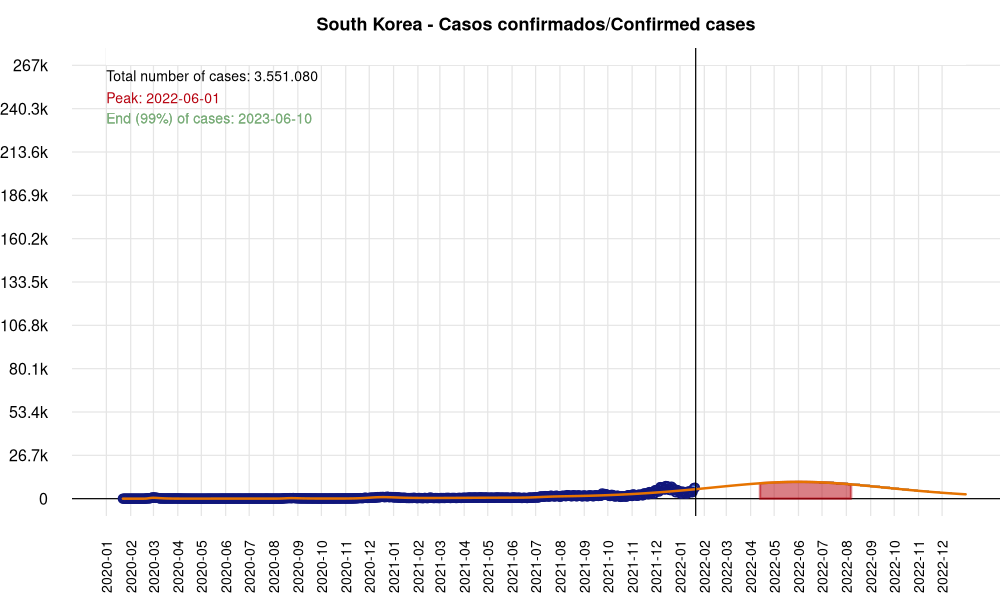 South Korea - Casos confirmados/Confirmed cases
267k
Total number of cases: 3.551.080
Peak: 2022-06-01
240.3k
End (99%) of cases: 2023-06-10
213.6k
186.9k
160.2k
133.5k
106.8k
80.1k
53.4k
26.7k
0
2020-01
2020-02
2020-03
2020-04
2020-05
2020-06
2020-07
2020-08
2020-09
2020-10
2020-11
2020-12
2021-01
2021-02
2021-03
2021-04
2021-05
2021-06
2021-07
2021-08
2021-09
2021-10
2021-11
2021-12
2022-01
2022-02
2022-03
2022-04
2022-05
2022-06
2022-07
2022-08
2022-09
2022-10
2022-11
2022-12